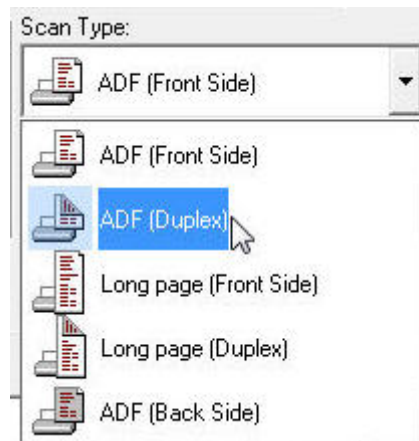 Scan Type:
ADF (Front Side)
ADF (Front Side)
ADF (Duplex)
Long page (Front Side)
Long page (Duplex)
ADF (Back Side)